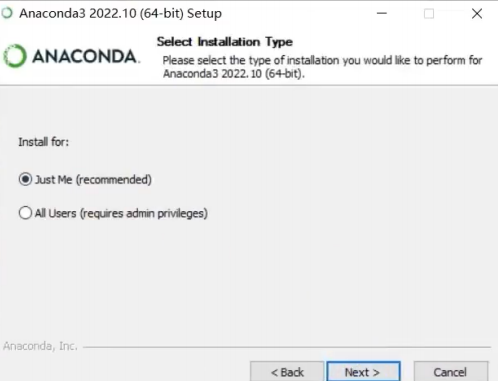 Anaconda3 2022.10 (64-bit) Setup
ANACONDA.
Select Installation Type
Please select the type of installation you would like to perform for
Anaconda3 2022.10 (64-bit).
Install for:
Just Me (recommended)
All Users (requires admin privileges)
Anaconda, Inc.
< Back Next > Cancel